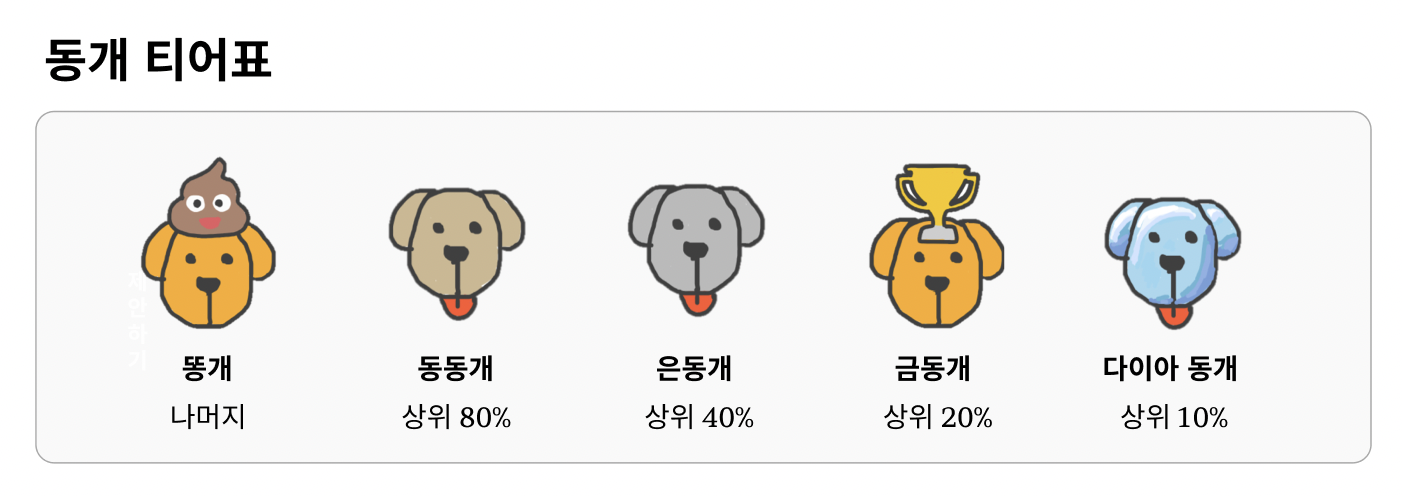 동개 티어표
제
안
하
기
똥개 동동개 은동개 금동개 다이아 동개
나머지 상위 80% 상위 40% 상위 20% 상위 10%